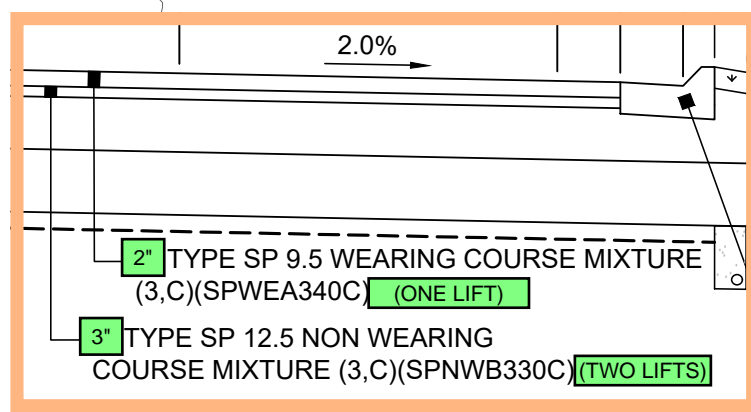 2.0%
2" TYPE SP 9.5 WEARING COURSE MIXTURE
(3,C)(SPWEA340C) (ONE LIFT)
3" TYPE SP 12.5 NON WEARING
COURSE MIXTURE (3,C)(SPNWB330C) (TWO LIFTS)